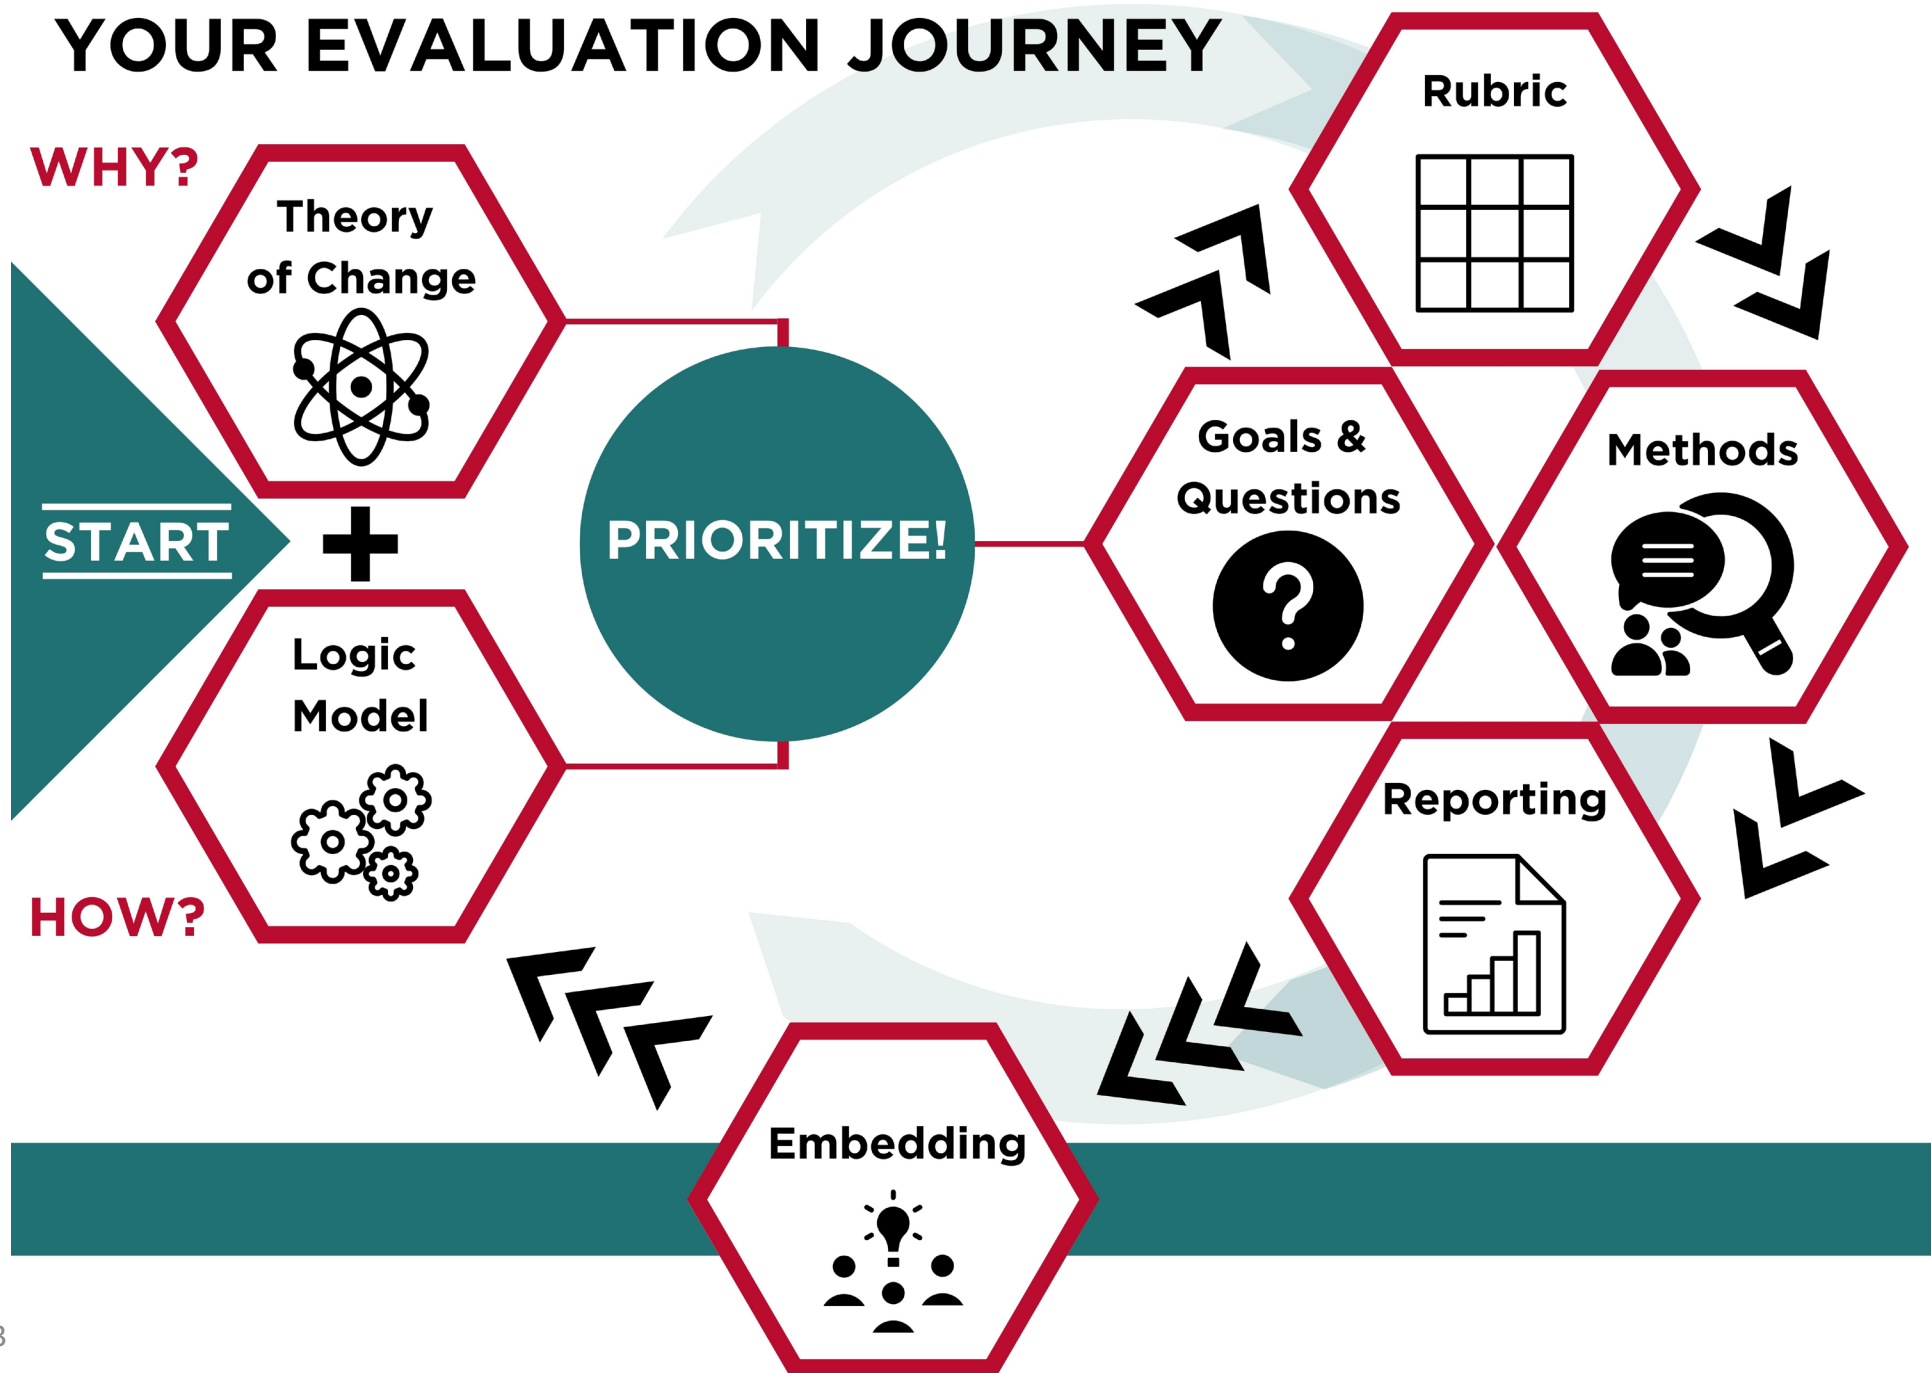 YOUR EVALUATION JOURNEY
WHY?
Theory
of Change
START
+
Logic
Model
HOW?
PRIORITIZE!
Goals &
Questions
?
Rubric
Methods
Reporting
Embedding